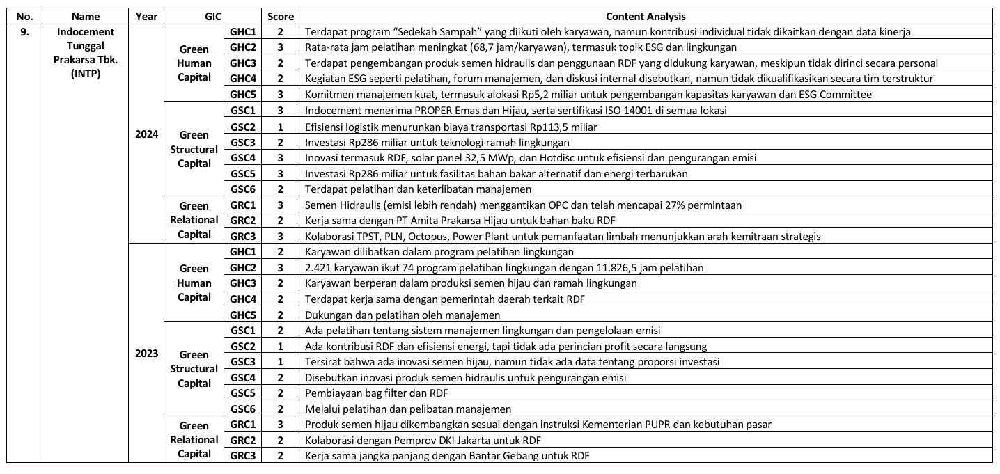 No. Name Year GIC Score Content Analysis
9. Indocement Tunggal Prakarsa Tbk. (INTP)
2024
Green Human Capital
GHC1 2 Terdapat program “Sedekah Sampah” yang diikuti oleh karyawan, namun kontribusi individual tidak dikaitkan dengan data kinerja
GHC2 3 Rata-rata jam pelatihan meningkat (68,7 jam/karyawan), termasuk topik ESG dan lingkungan
GHC3 2 Terdapat pengembangan produk semen hidraulis dan penggunaan RDF yang didukung karyawan, meskipun tidak dirinci secara personal
GHC4 2 Kegiatan ESG seperti pelatihan, forum manajemen, dan diskusi internal disebutkan, namun tidak dikualifikasikan secara tim terstruktur
GHC5 3 Komitmen manajemen kuat, termasuk alokasi Rp5,2 miliar untuk pengembangan kapasitas karyawan dan ESG Committee
Green Structural Capital
GSC1 3 Indocement menerima PROPER Emas dan Hijau, serta sertifikasi ISO 14001 di semua lokasi
GSC2 1 Efisiensi logistik menurunkan biaya transportasi Rp113,5 miliar
GSC3 2 Investasi Rp286 miliar untuk teknologi ramah lingkungan
GSC4 3 Inovasi termasuk RDF, solar panel 32,5 MWp, dan Hotdisc untuk efisiensi dan pengurangan emisi
GSC5 3 Investasi Rp286 miliar untuk fasilitas bahan bakar alternatif dan energi terbarukan
GSC6 2 Terdapat pelatihan dan keterlibatan manajemen
Green Relational Capital
GRC1 3 Semen Hidraulis (emisi lebih rendah) menggantikan OPC dan telah mencapai 27% permintaan
GRC2 2 Kerja sama dengan PT Amita Prakarsa Hijau untuk bahan baku RDF
GRC3 3 Kolaborasi TPST, PLN, Octopus, Power Plant untuk pemanfaatan limbah menunjukkan arah kemitraan strategis
2023
Green Human Capital
GHC1 2 Karyawan dilibatkan dalam program pelatihan lingkungan
GHC2 3 2.421 karyawan ikut 74 program pelatihan lingkungan dengan 11.826,5 jam pelatihan
GHC3 2 Karyawan berperan dalam produksi semen hijau dan ramah lingkungan
GHC4 2 Terdapat kerja sama dengan pemerintah daerah terkait RDF
GHC5 2 Dukungan dan pelatihan oleh manajemen
Green Structural Capital
GSC1 2 Ada pelatihan tentang sistem manajemen lingkungan dan pengelolaan emisi
GSC2 1 Ada kontribusi RDF dan efisiensi energi, tapi tidak ada perincian profit secara langsung
GSC3 1 Tersirat bahwa ada inovasi semen hijau, namun tidak ada data tentang proporsi investasi
GSC4 2 Disebutkan inovasi produk semen hidraulis untuk pengurangan emisi
GSC5 2 Pembiayaan bag filter dan RDF
GSC6 2 Melalui pelatihan dan pelibatan manajemen
Green Relational Capital
GRC1 3 Produk semen hijau dikembangkan sesuai dengan instruksi Kementerian PUPR dan kebutuhan pasar
GRC2 2 Kolaborasi dengan Pemprov DKI Jakarta untuk RDF
GRC3 2 Kerja sama jangka panjang dengan Bantar Gebang untuk RDF